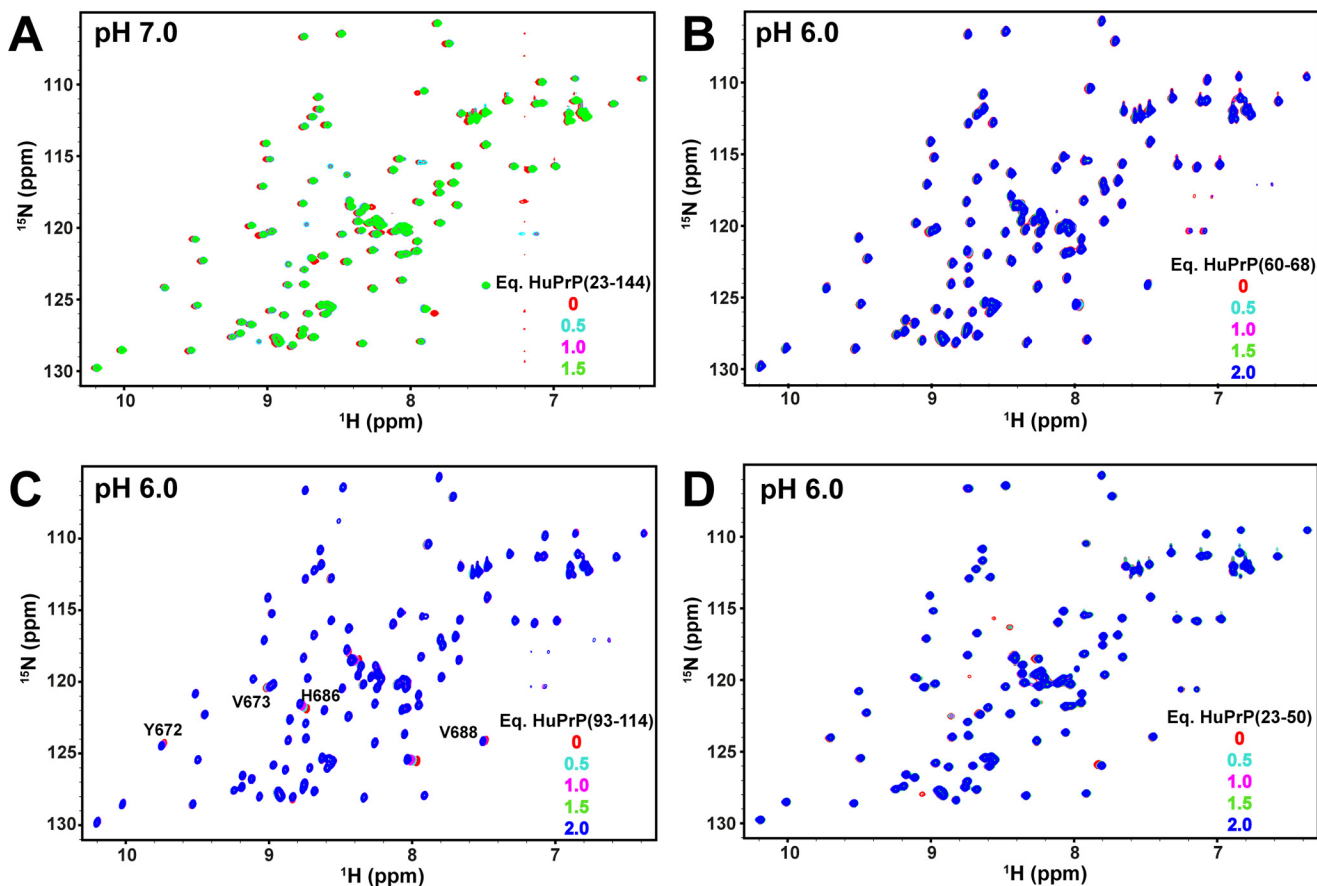 A
pH 7.0
110
115
120
125
130
¹⁵N (ppm)
Eq. HuPrP(23-144)
0
0.5
1.0
1.5
10 9 8 7
¹H (ppm)
B
pH 6.0
110
115
120
125
130
¹⁵N (ppm)
Eq. HuPrP(60-68)
0
0.5
1.0
1.5
2.0
10 9 8 7
¹H (ppm)
C
pH 6.0
110
115
120
125
130
¹⁵N (ppm)
V673
H686
Y672
V688
Eq. HuPrP(93-114)
0
0.5
1.0
1.5
2.0
10 9 8 7
¹H (ppm)
D
pH 6.0
110
115
120
125
130
¹⁵N (ppm)
Eq. HuPrP(23-50)
0
0.5
1.0
1.5
2.0
10 9 8 7
¹H (ppm)